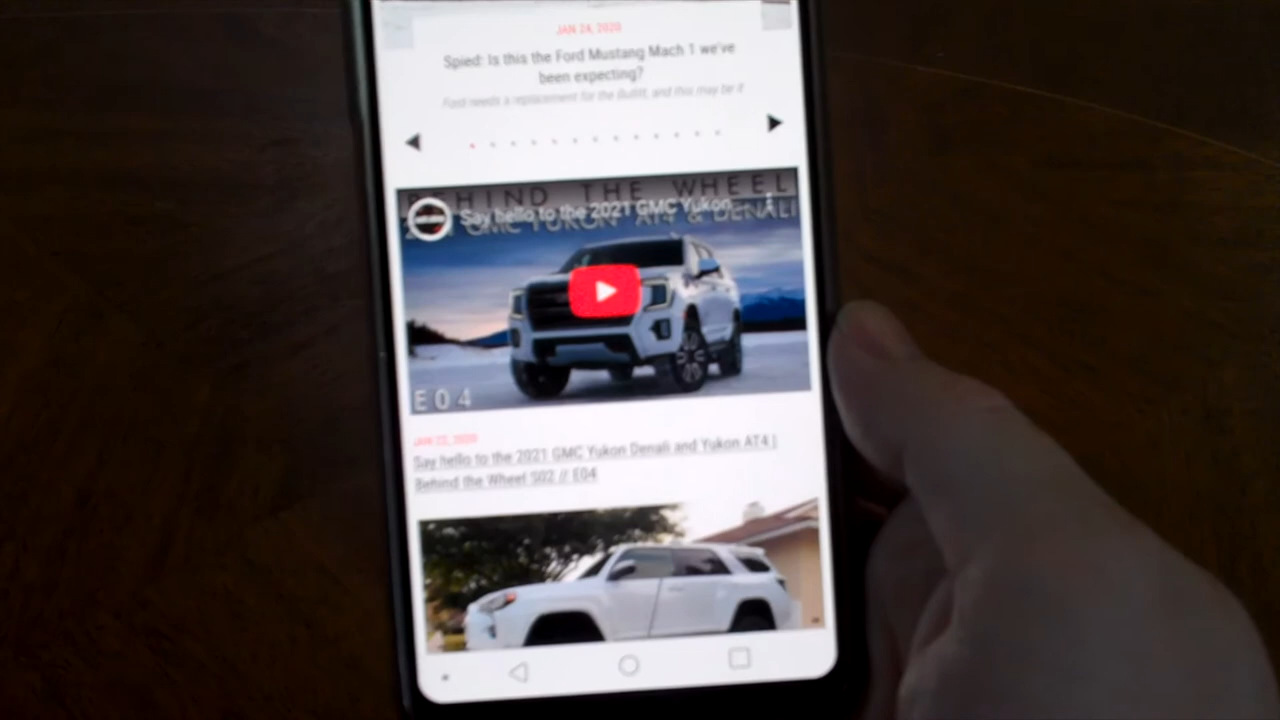 JAN 24, 2020
Spied: Is this the Ford Mustang Mach 1 we've
been expecting?
Ford needs a replacement for the Bullitt, and this may be it
BEHIND THE WHEEL
Say hello to the 2021 GMC Yukon
GMC YUKON AT4 & DENALI
E04
JAN 22, 2020
Say hello to the 2021 GMC Yukon Denali and Yukon AT4 |
Behind the Wheel S02 // E04